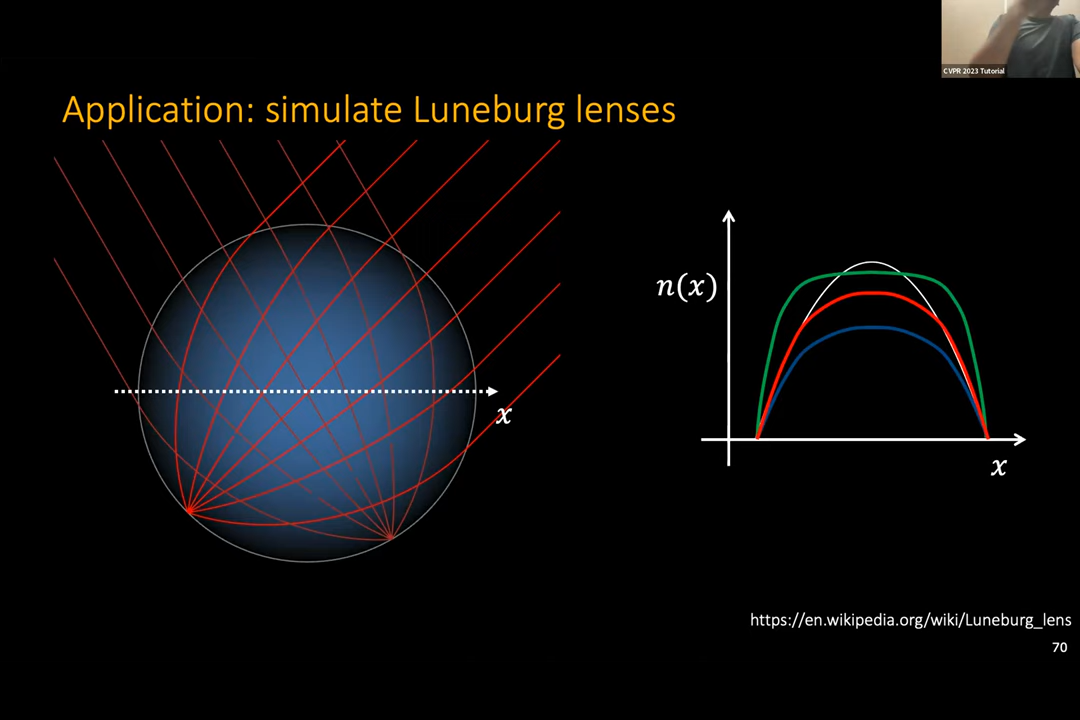 CVPR 2023 Tutorial
Application: simulate Luneburg lenses
n(x)
x
x
https://en.wikipedia.org/wiki/Luneburg_lens
70